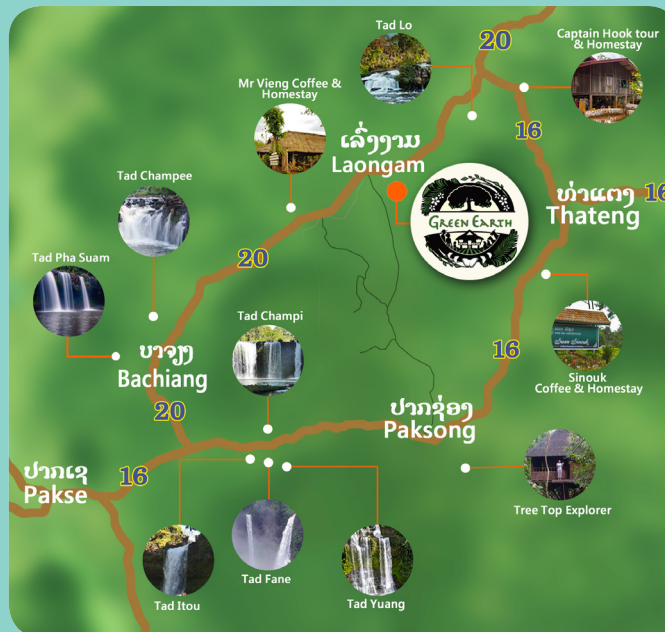 Tad Lo
20
Captain Hook tour
& Homestay
Mr Vieng Coffee &
Homestay
ເລົ່າງາມ
Laongam
16
Tad Champee
GREEN EARTH
ທ່າແຕງ
Thateng
16
Tad Pha Suam
20
Tad Champi
ບາຈຽງ
Bachiang
16
Sinouk
Coffee & Homestay
20
ປາກຊ່ອງ
Paksong
ປາກເຊ
Pakse
16
Tree Top Explorer
Tad Fane
Tad Itou
Tad Yuang